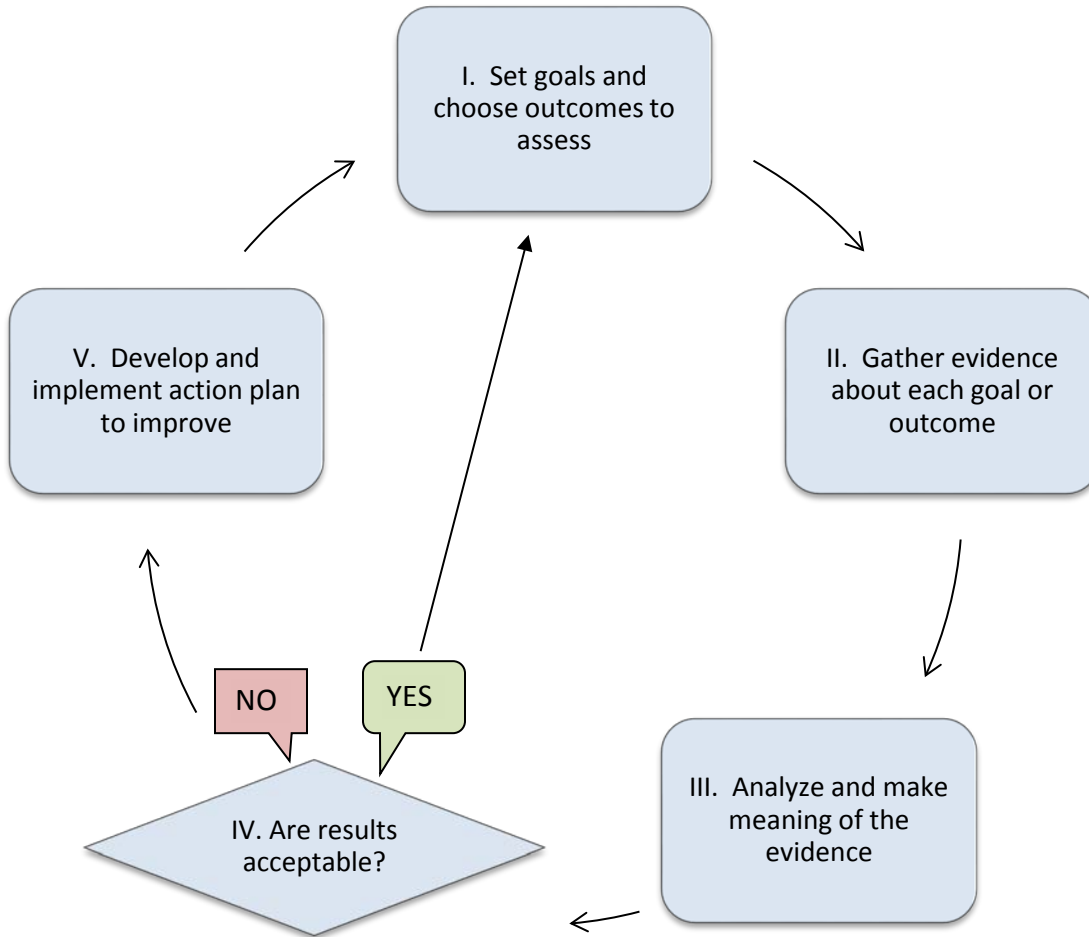 I. Set goals and
choose outcomes to
assess
II. Gather evidence
about each goal or
outcome
III. Analyze and make
meaning of the
evidence
IV. Are results
acceptable?
NO
YES
V. Develop and
implement action plan
to improve